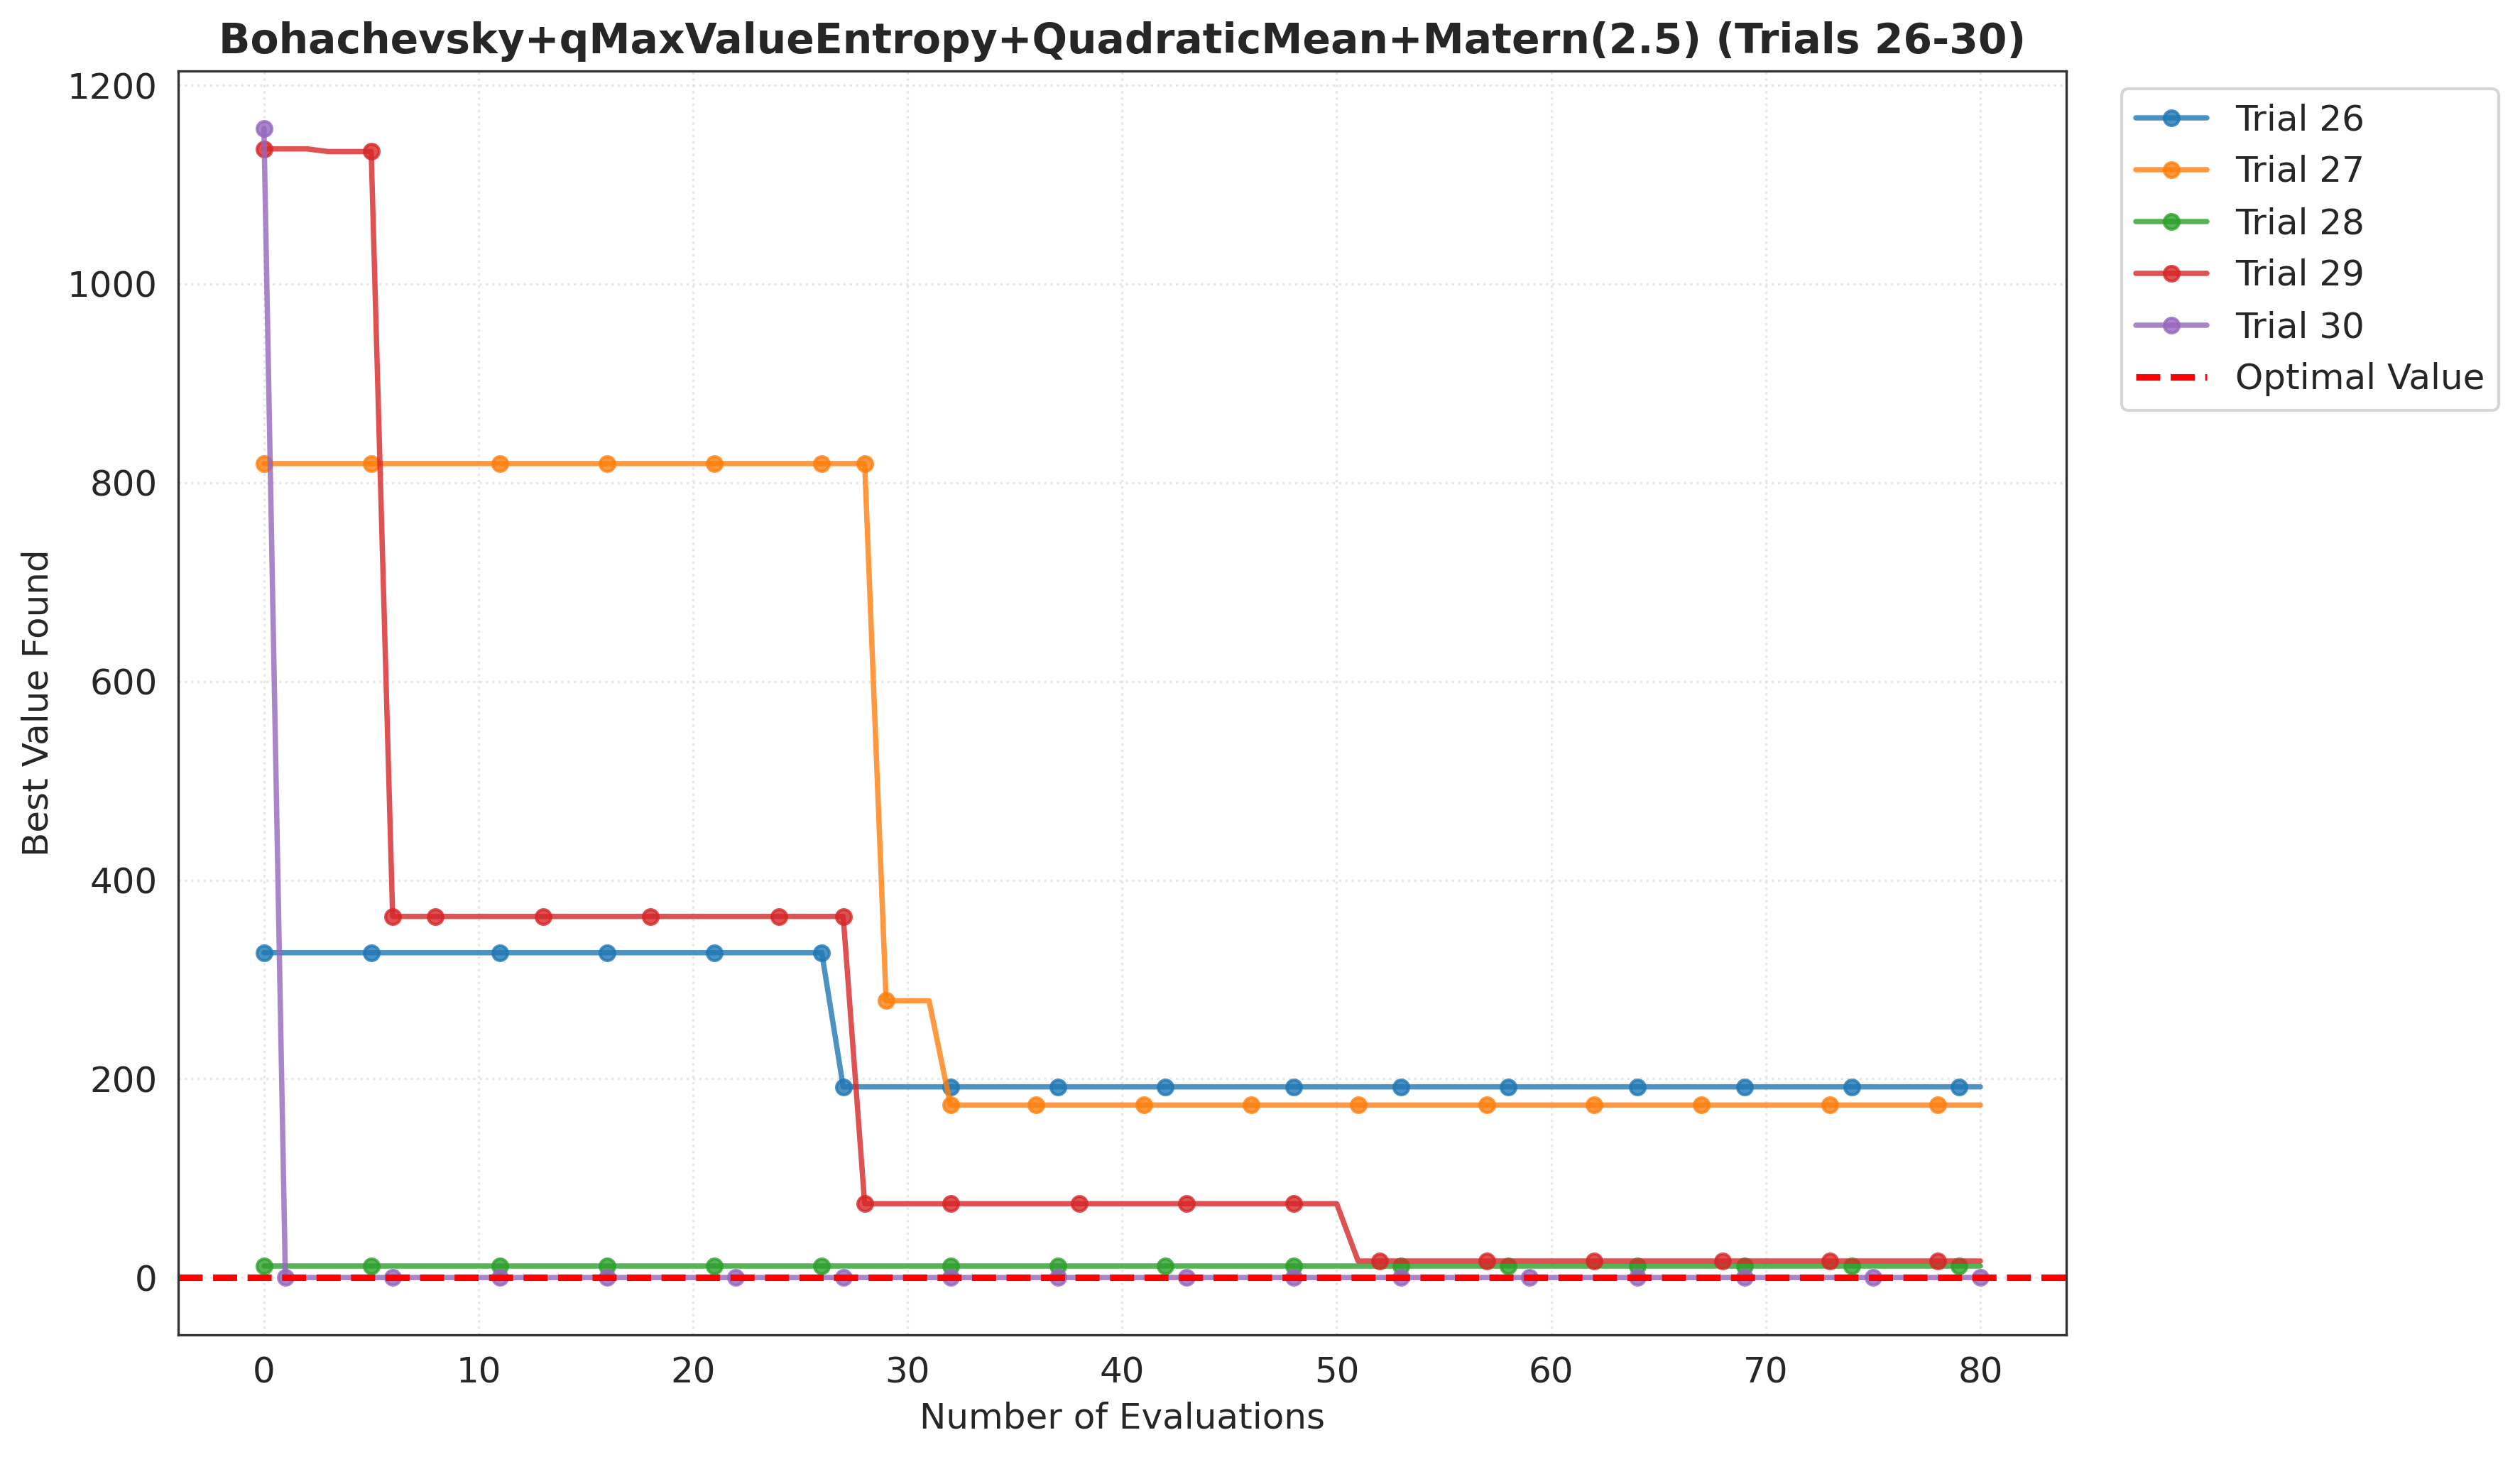 Bohachevsky+qMaxValueEntropy+QuadraticMean+Matern(2.5) (Trials 26-30)
1200
1000
800
600
400
200
0
Best Value Found
0 10 20 30 40 50 60 70 80
Number of Evaluations
Trial 26
Trial 27
Trial 28
Trial 29
Trial 30
Optimal Value